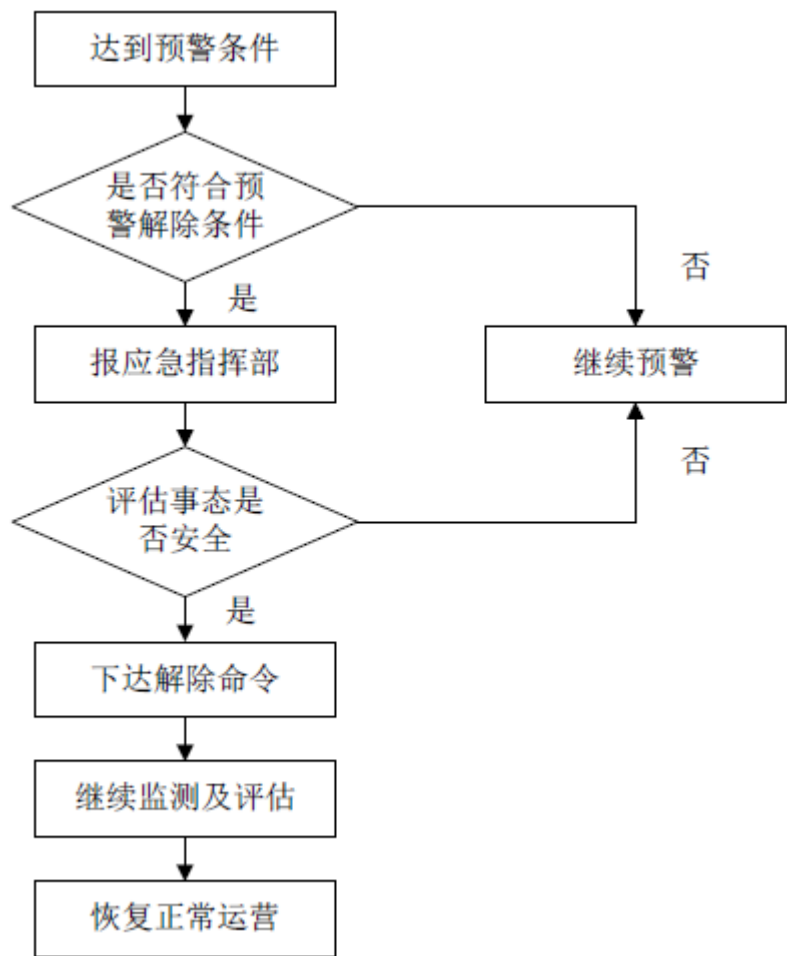 达到预警条件
是否符合预
警解除条件
否
是
报应急指挥部
继续预警
否
评估事态是
否安全
是
下达解除命令
继续监测及评估
恢复正常运营